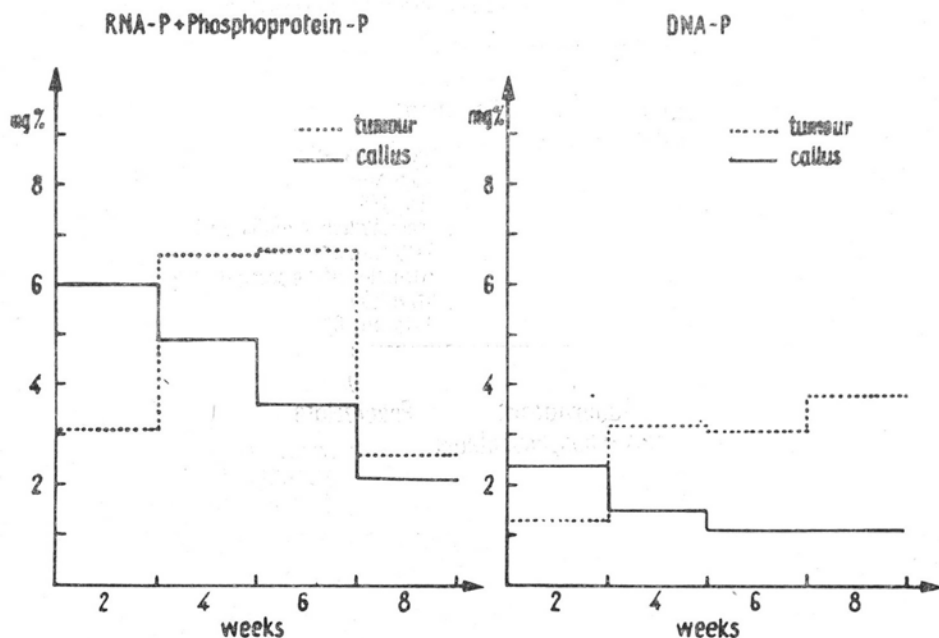 RNA-P+Phosphoprotein-P
mg%
tumour
callus
8
6
4
2
2 4 6 8
weeks
DNA-P
mg%
tumour
callus
8
6
4
2
2 4 6 8
weeks